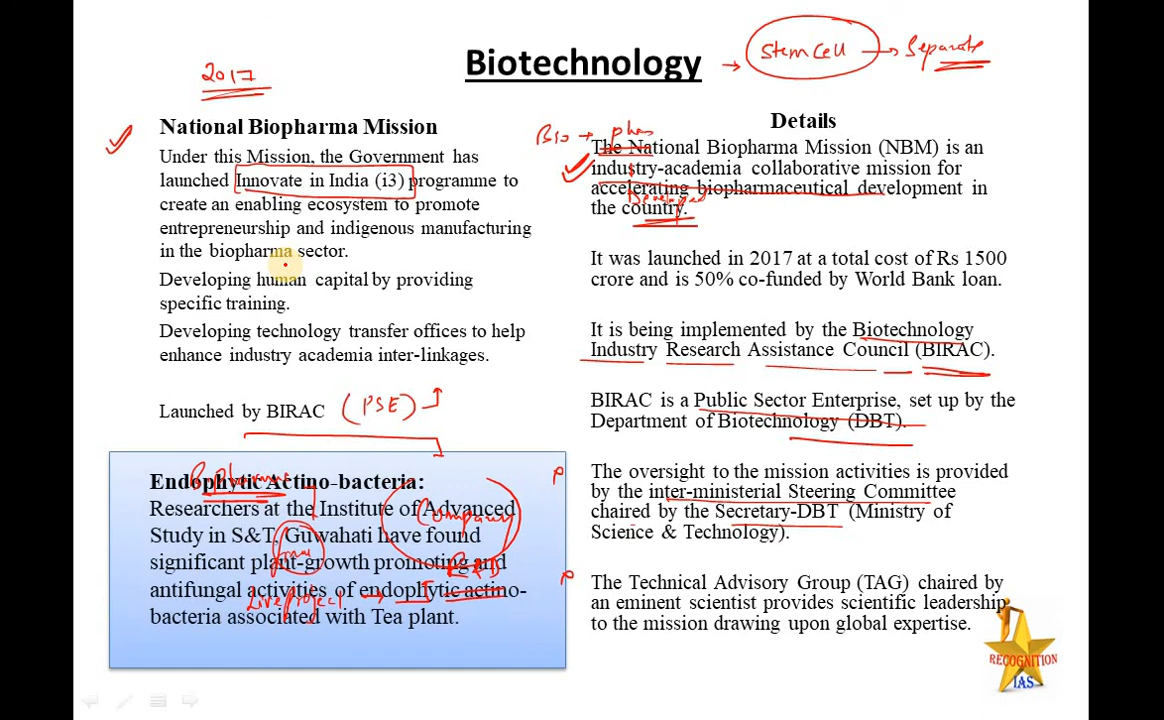 Biotechnology
→ Stem Cell → Separate
2017
National Biopharma Mission
Under this Mission, the Government has
launched Innovate in India (i3) programme to
create an enabling ecosystem to promote
entrepreneurship and indigenous manufacturing
in the biopharma sector.
Developing human capital by providing
specific training.
Developing technology transfer offices to help
enhance industry academia inter-linkages.
Launched by BIRAC (PSE)
Endophytic Actino-bacteria:
Researchers at the Institute of Advanced
Study in S&T, Guwahati have found
significant plant-growth promoting and
antifungal activities of endophytic actino-
bacteria associated with Tea plant.
Company
R&D
Live project →
Details
Bio → pha
The National Biopharma Mission (NBM) is an
industry-academia collaborative mission for
accelerating biopharmaceutical development in
Developed
the country.
It was launched in 2017 at a total cost of Rs 1500
crore and is 50% co-funded by World Bank loan.
It is being implemented by the Biotechnology
Industry Research Assistance Council (BIRAC).
BIRAC is a Public Sector Enterprise, set up by the
Department of Biotechnology (DBT).
The oversight to the mission activities is provided
by the inter-ministerial Steering Committee
chaired by the Secretary-DBT (Ministry of
Science & Technology).
The Technical Advisory Group (TAG) chaired by
an eminent scientist provides scientific leadership
to the mission drawing upon global expertise.
RECOGNITION
IAS